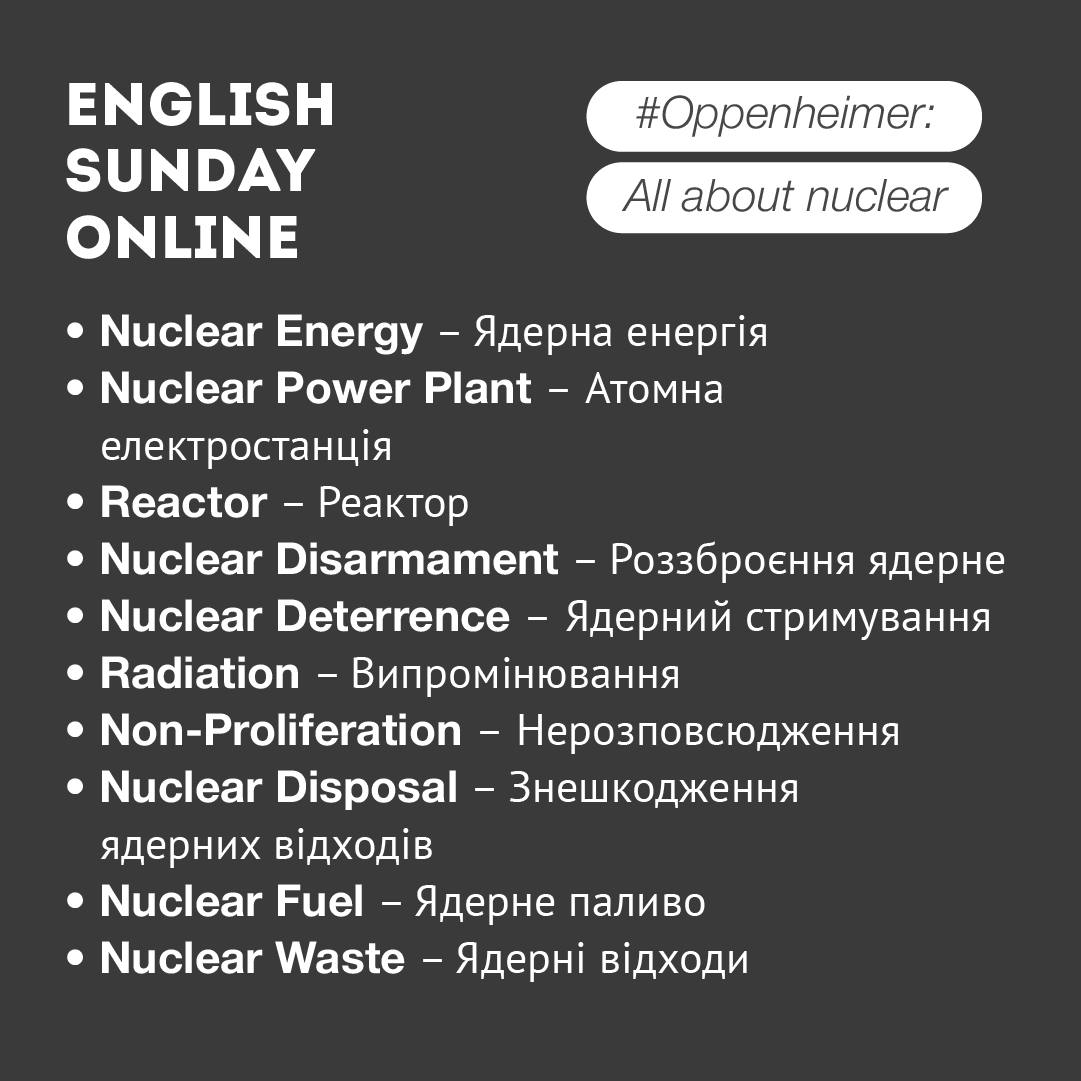 ENGLISH
SUNDAY
ONLINE
#Oppenheimer:
All about nuclear
• Nuclear Energy – Ядерна енергія
• Nuclear Power Plant – Атомна
електростанція
• Reactor – Реактор
• Nuclear Disarmament – Роззброєння ядерне
• Nuclear Deterrence – Ядерний стримування
• Radiation – Випромінювання
• Non-Proliferation – Нерозповсюдження
• Nuclear Disposal – Знешкодження
ядерних відходів
• Nuclear Fuel – Ядерне паливо
• Nuclear Waste – Ядерні відходи